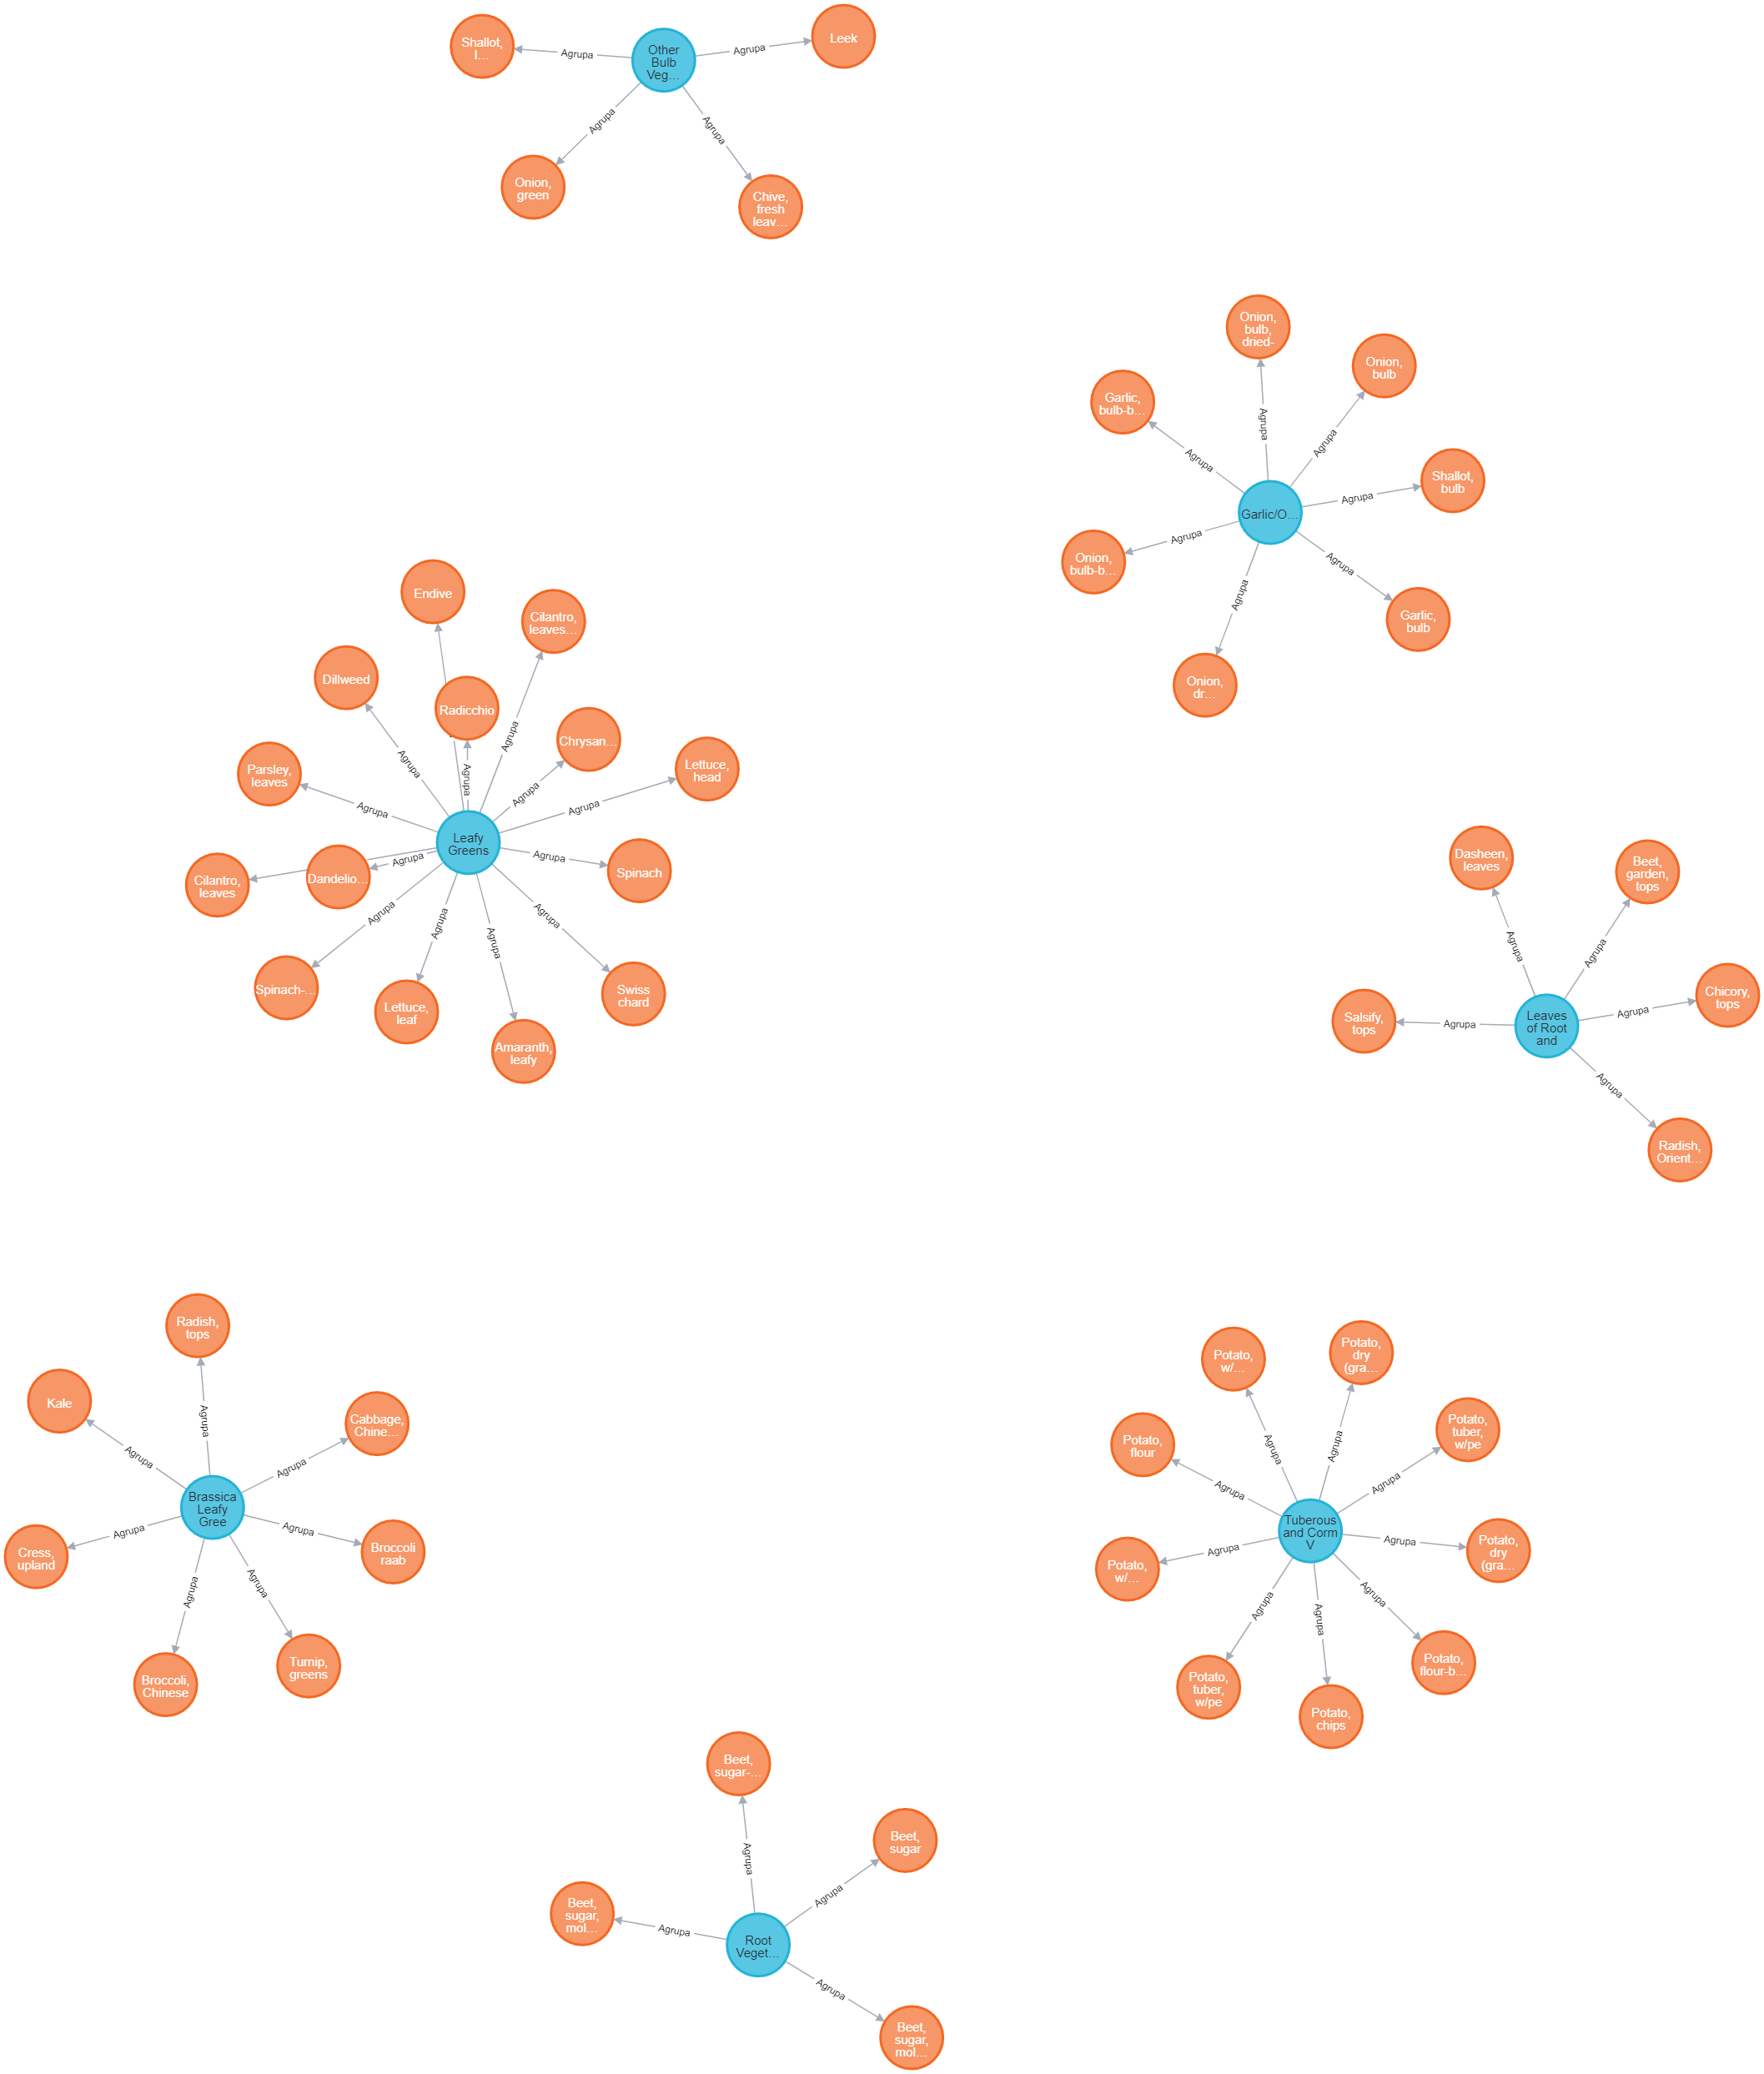 Shallot,
l...
Agrupa
Other
Bulb
Veg...
Agrupa
Leek
Agrupa
Agrupa
Onion,
green
Chive,
fresh
leav...
Onion,
bulb,
dried-
Onion,
bulb
Garlic,
bulb-b...
Agrupa
Agrupa
Agrupa
Shallot,
bulb
Agrupa
Garlic/O...
Agrupa
Onion,
bulb-b...
Agrupa
Agrupa
Garlic,
bulb
Onion,
dr...
Endive
Cilantro,
leaves...
Dillweed
Radicchio
Chrysan...
Agrupa
Lettuce,
head
Parsley,
leaves
Agrupa
Agrupa
Agrupa
Agrupa
Agrupa
Leafy
Greens
Agrupa
Agrupa
Spinach
Cilantro,
leaves
Dandelio...
Agrupa
Agrupa
Agrupa
Agrupa
Spinach-...
Lettuce,
leaf
Swiss
chard
Amaranth,
leafy
Dasheen,
leaves
Beet,
garden,
tops
Agrupa
Agrupa
Chicory,
tops
Salsify,
tops
Agrupa
Leaves
of Root
and
Agrupa
Agrupa
Radish,
Orient...
Radish,
tops
Kale
Agrupa
Cabbage,
Chine...
Agrupa
Agrupa
Brassica
Leafy
Gree
Agrupa
Agrupa
Cress,
upland
Broccoli
raab
Agrupa
Agrupa
Broccoli,
Chinese
Turnip,
greens
Potato,
w/...
Potato,
dry
(gra...
Potato,
flour
Potato,
tuber,
w/pe
Agrupa
Agrupa
Agrupa
Agrupa
Tuberous
and Corm
V
Agrupa
Agrupa
Potato,
w/...
Potato,
dry
(gra...
Agrupa
Agrupa
Agrupa
Potato,
tuber,
w/pe
Potato,
chips
Potato,
flour-b...
Beet,
sugar-...
Beet,
sugar
Agrupa
Agrupa
Beet,
sugar,
mol...
Agrupa
Root
Veget...
Agrupa
Beet,
sugar,
mol...